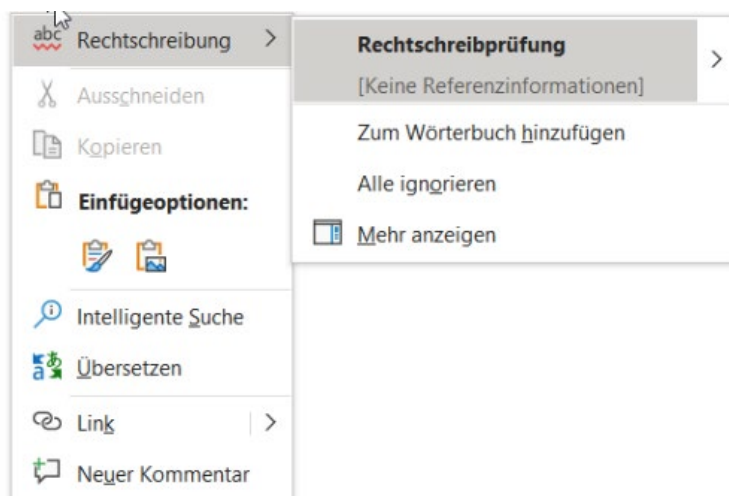 abc Rechtschreibung
Ausschneiden
Kopieren
Einfügeoptionen:
Intelligente Suche
Übersetzen
Link
Neuer Kommentar
Rechtschreibprüfung
[Keine Referenzinformationen]
Zum Wörterbuch hinzufügen
Alle ignorieren
Mehr anzeigen